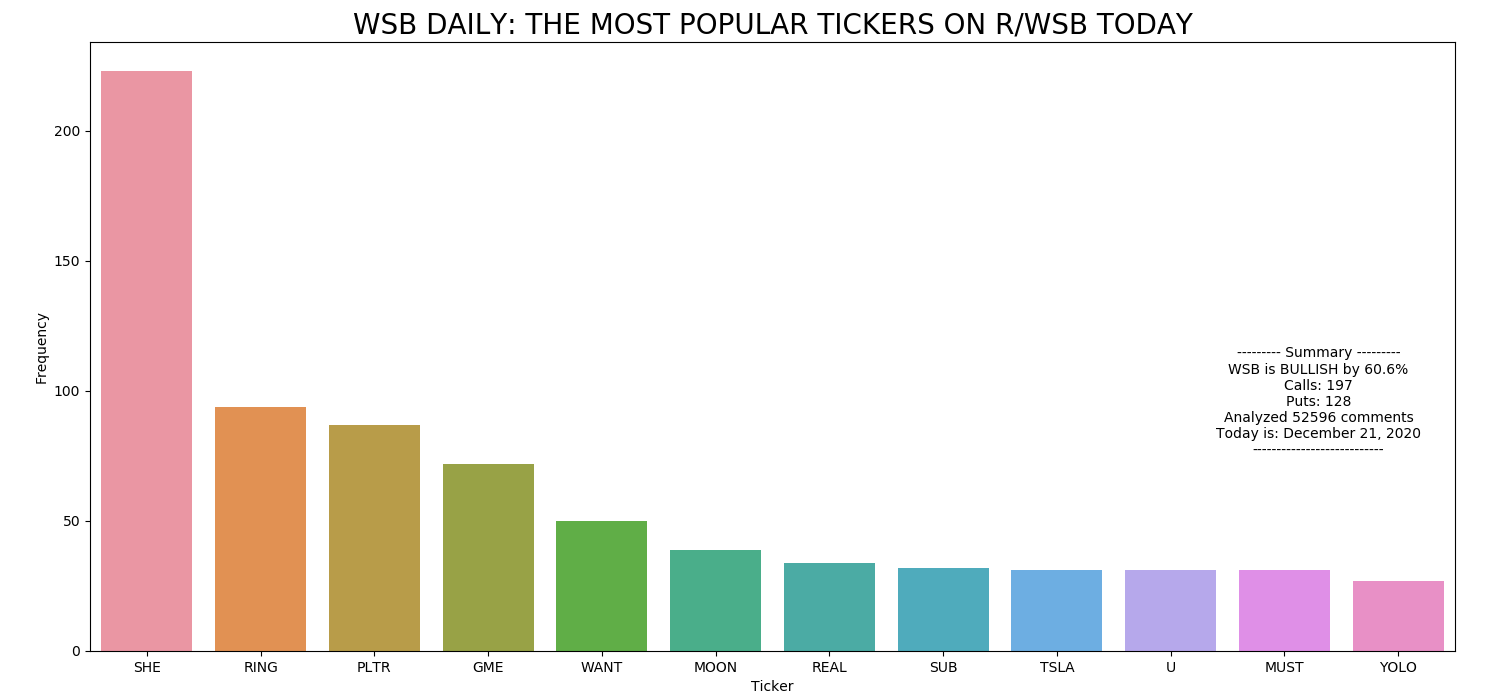 WSB DAILY: THE MOST POPULAR TICKERS ON R/WSB TODAY
Frequency
200
150
100
50
0
--------- Summary ---------
WSB is BULLISH by 60.6%
Calls: 197
Puts: 128
Analyzed 52596 comments
Today is: December 21, 2020
---------------------------
SHE RING PLTR GME WANT MOON REAL SUB TSLA U MUST YOLO
Ticker